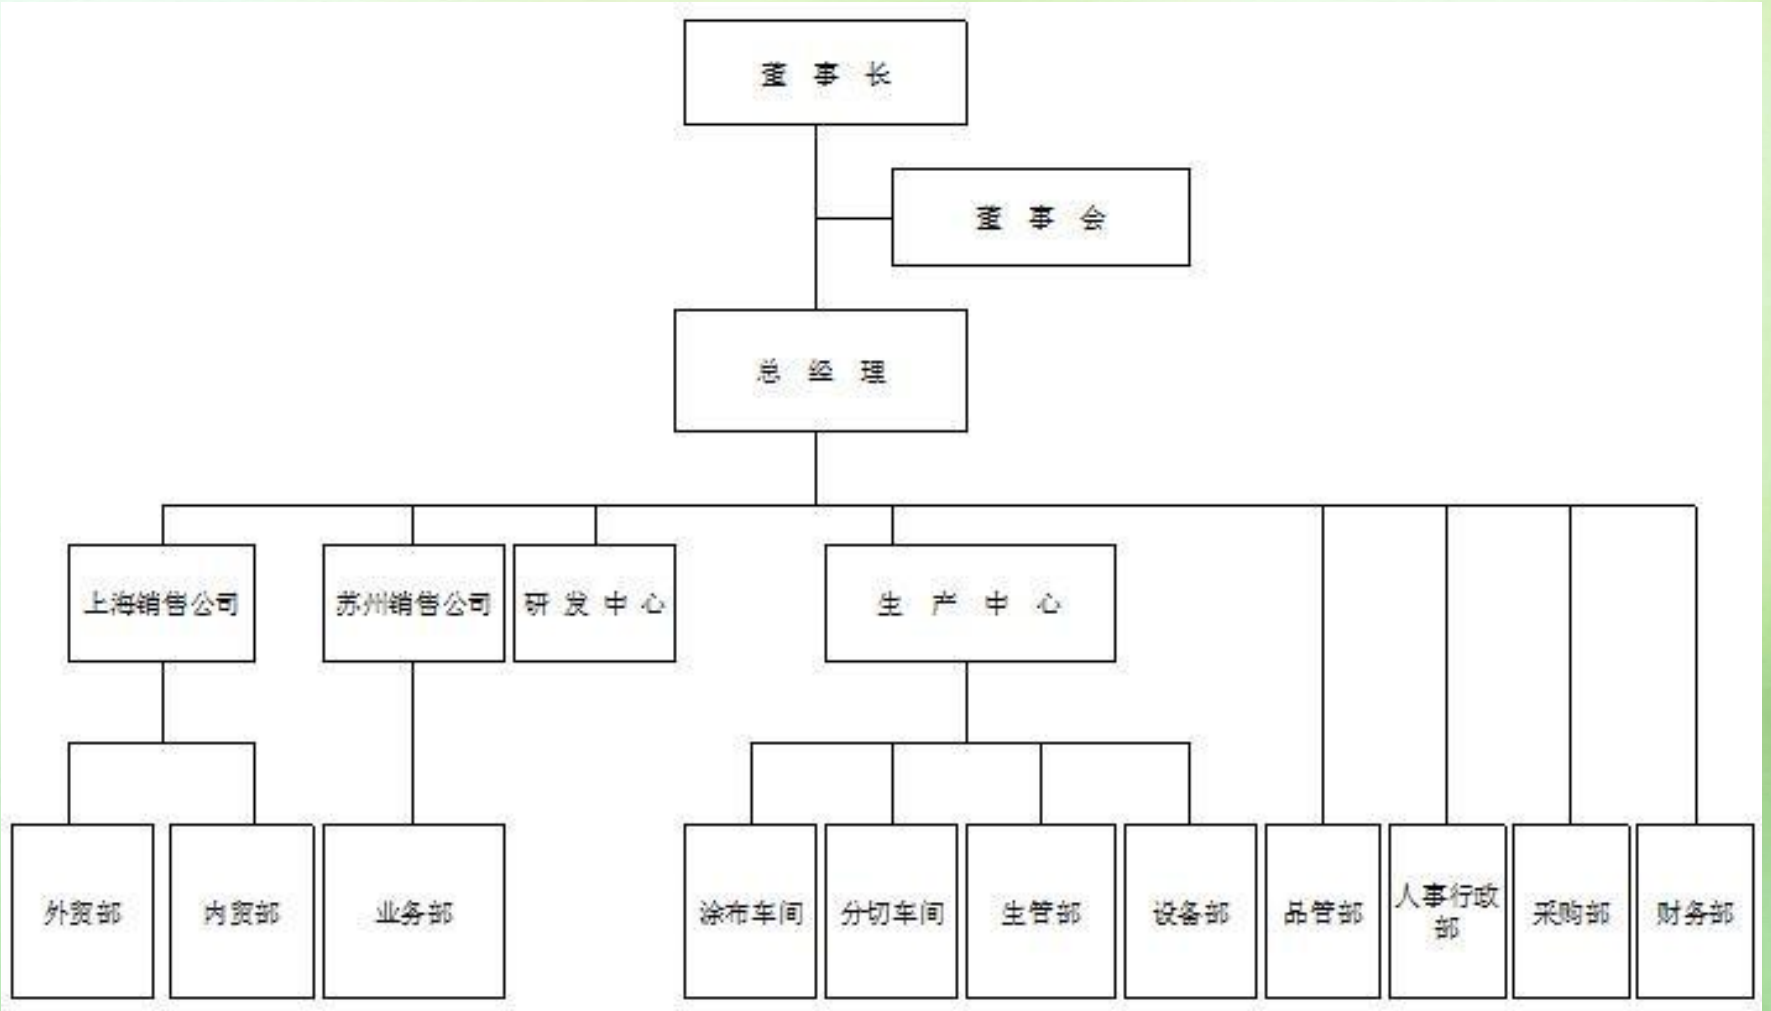 董 事 长
董 事 会
总 经 理
上海销售公司
苏州销售公司
研 发 中 心
生 产 中 心
外贸部
内贸部
业务部
涂布车间
分切车间
生管部
设备部
品管部
人事行政
部
采购部
财务部